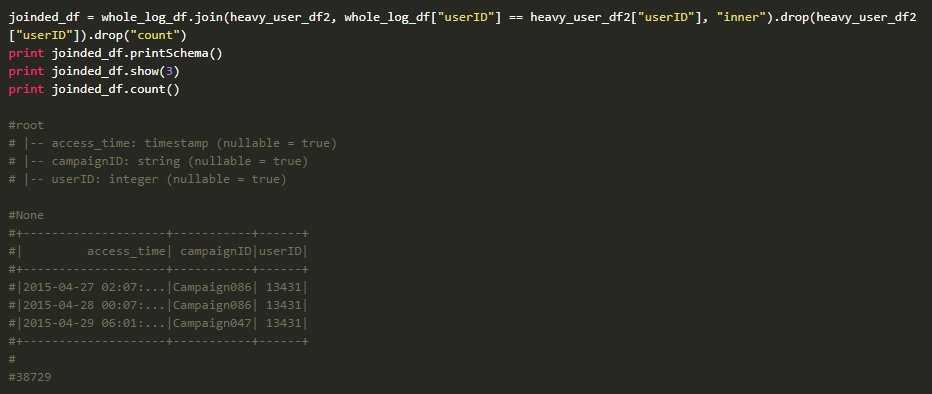 joinded_df = whole_log_df.join(heavy_user_df2, whole_log_df["userID"] == heavy_user_df2["userID"], "inner").drop(heavy_user_df2
["userID"]).drop("count")
print joinded_df.printSchema()
print joinded_df.show(3)
print joinded_df.count()
#root
# |-- access_time: timestamp (nullable = true)
# |-- campaignID: string (nullable = true)
# |-- userID: integer (nullable = true)
#None
#+--------------------+-----------+------+
#|         access_time| campaignID|userID|
#+--------------------+-----------+------+
#|2015-04-27 02:07:...|Campaign086| 13431|
#|2015-04-28 00:07:...|Campaign086| 13431|
#|2015-04-29 06:01:...|Campaign047| 13431|
#+--------------------+-----------+------+
#
#38729